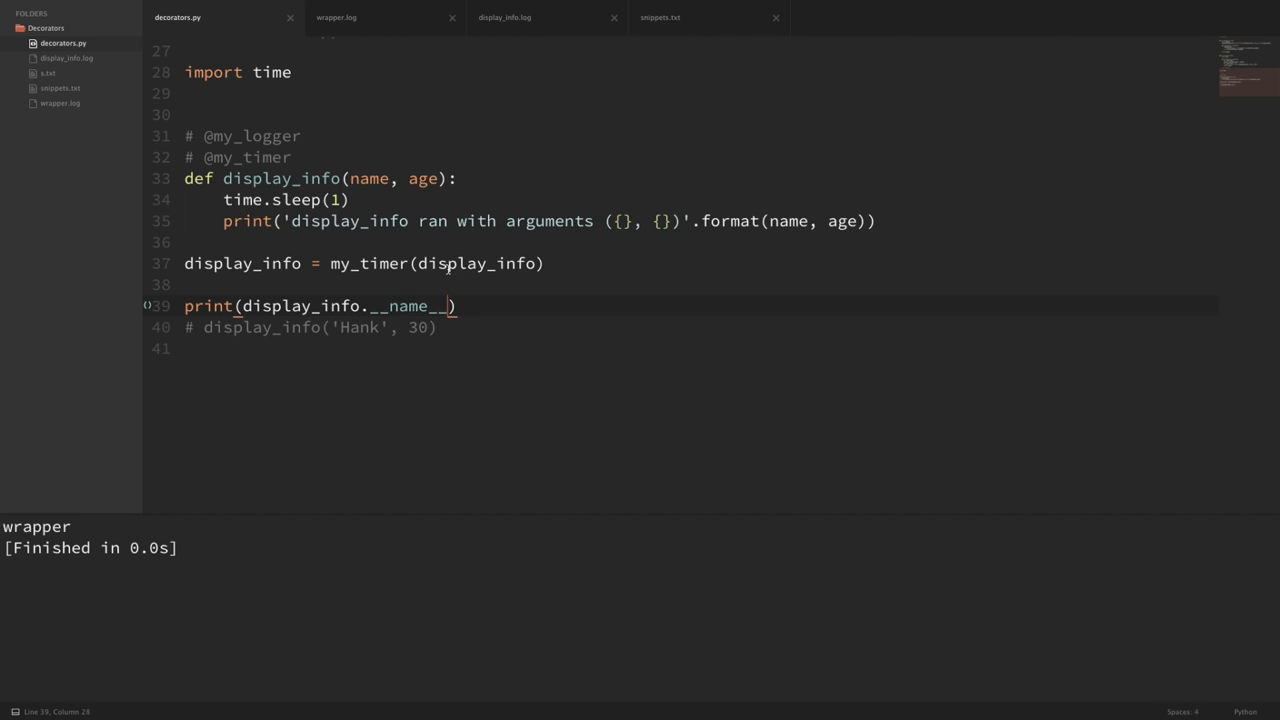 FOLDERS
Decorators
decorators.py
display_info.log
s.txt
snippets.txt
wrapper.log
decorators.py wrapper.log display_info.log snippets.txt
27
28 import time
29
30
31 # @my_logger
32 # @my_timer
33 def display_info(name, age):
34 time.sleep(1)
35 print('display_info ran with arguments ({}, {})'.format(name, age))
36
37 display_info = my_timer(display_info)
38
39 print(display_info.__name__)
40 # display_info('Hank', 30)
41
wrapper
[Finished in 0.0s]
Line 39, Column 28 Spaces: 4 Python